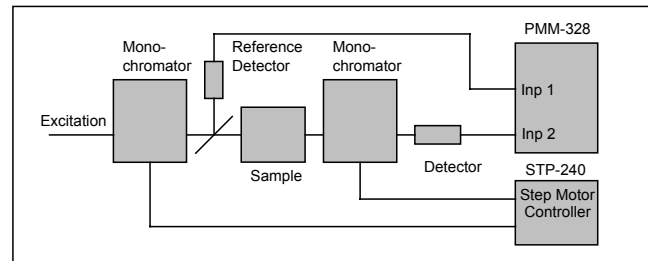 PMM-328
Mono-
chromator
Reference
Detector
Mono-
chromator
Inp 1
Excitation
Inp 2
Sample
Detector
STP-240
Step Motor
Controller